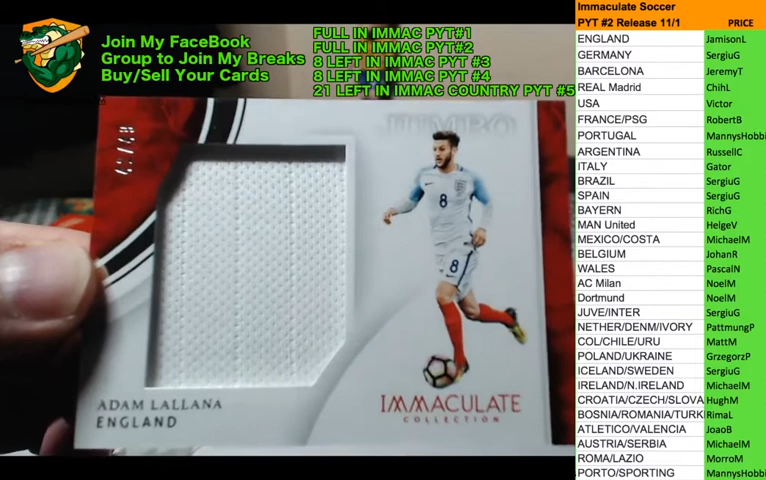 Join My FaceBook
Group to Join My Breaks
Buy/Sell Your Cards
FULL IN IMMAC PYT#1
FULL IN IMMAC PYT#2
8 LEFT IN IMMAC PYT #3
8 LEFT IN IMMAC PYT #4
21 LEFT IN IMMAC COUNTRY PYT #5
JUMBO
8
8
ADAM LALLANA
ENGLAND
IMMACULATE
COLLECTION
Immaculate Soccer
PYT #2 Release 11/1 PRICE
ENGLAND JamisonL
GERMANY SergiuG
BARCELONA JeremyT
REAL Madrid ChihL
USA Victor
FRANCE/PSG RobertB
PORTUGAL MannysHobbi
ARGENTINA RussellC
ITALY Gator
BRAZIL SergiuG
SPAIN SergiuG
BAYERN RichG
MAN United HelgeV
MEXICO/COSTA MichaelM
BELGIUM JohanR
WALES PascalN
AC Milan NoelM
Dortmund NoelM
JUVE/INTER SergiuG
NETHER/DENM/IVORY PattmungP
COL/CHILE/URU MattM
POLAND/UKRAINE GrzegorzP
ICELAND/SWEDEN SergiuG
IRELAND/N.IRELAND MichaelM
CROATIA/CZECH/SLOVA HughM
BOSNIA/ROMANIA/TURK RimaL
ATLETICO/VALENCIA JoaoB
AUSTRIA/SERBIA MichaelM
ROMA/LAZIO MorroM
PORTO/SPORTING MannysHobbi